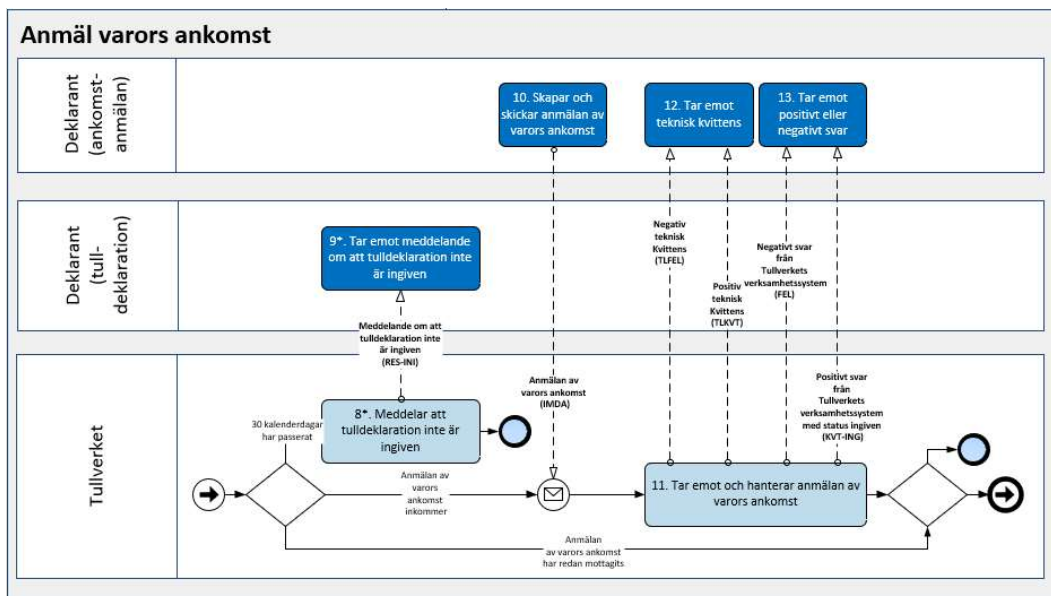 Anmäl varors ankomst
Deklarant
(ankomst-
anmälan)
10. Skapar och
skickar anmälan av
varors ankomst
12. Tar emot
teknisk kvittens
13. Tar emot
positivt eller
negativt svar
Deklarant
(tull-
deklaration)
9*. Tar emot meddelande
om att tulldeklaration inte
är ingiven
Negativ
teknisk
Kvittens
(TLFEL)
Positiv
teknisk
Kvittens
(TLKVT)
Negativt svar
från
Tullverkets
verksamhetssystem
(FEL)
Meddelande om att
tulldeklaration inte
är ingiven
(RES-INI)
Tullverket
30 kalenderdagar
har passerat
8*. Meddelar att
tulldeklaration inte är
ingiven
Anmälan av
varors ankomst
(IMDA)
Positivt svar
från
Tullverkets
verksamhetssystem
med status ingiven
(KVT-ING)
Anmälan av
varors
ankomst
inkommer
11. Tar emot och hanterar anmälan av
varors ankomst
Anmälan
av varors ankomst
har redan mottagits